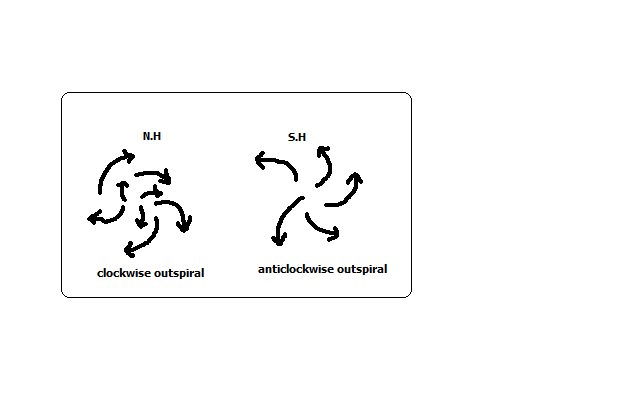 N.H
S.H
clockwise outspiral
anticlockwise outspiral